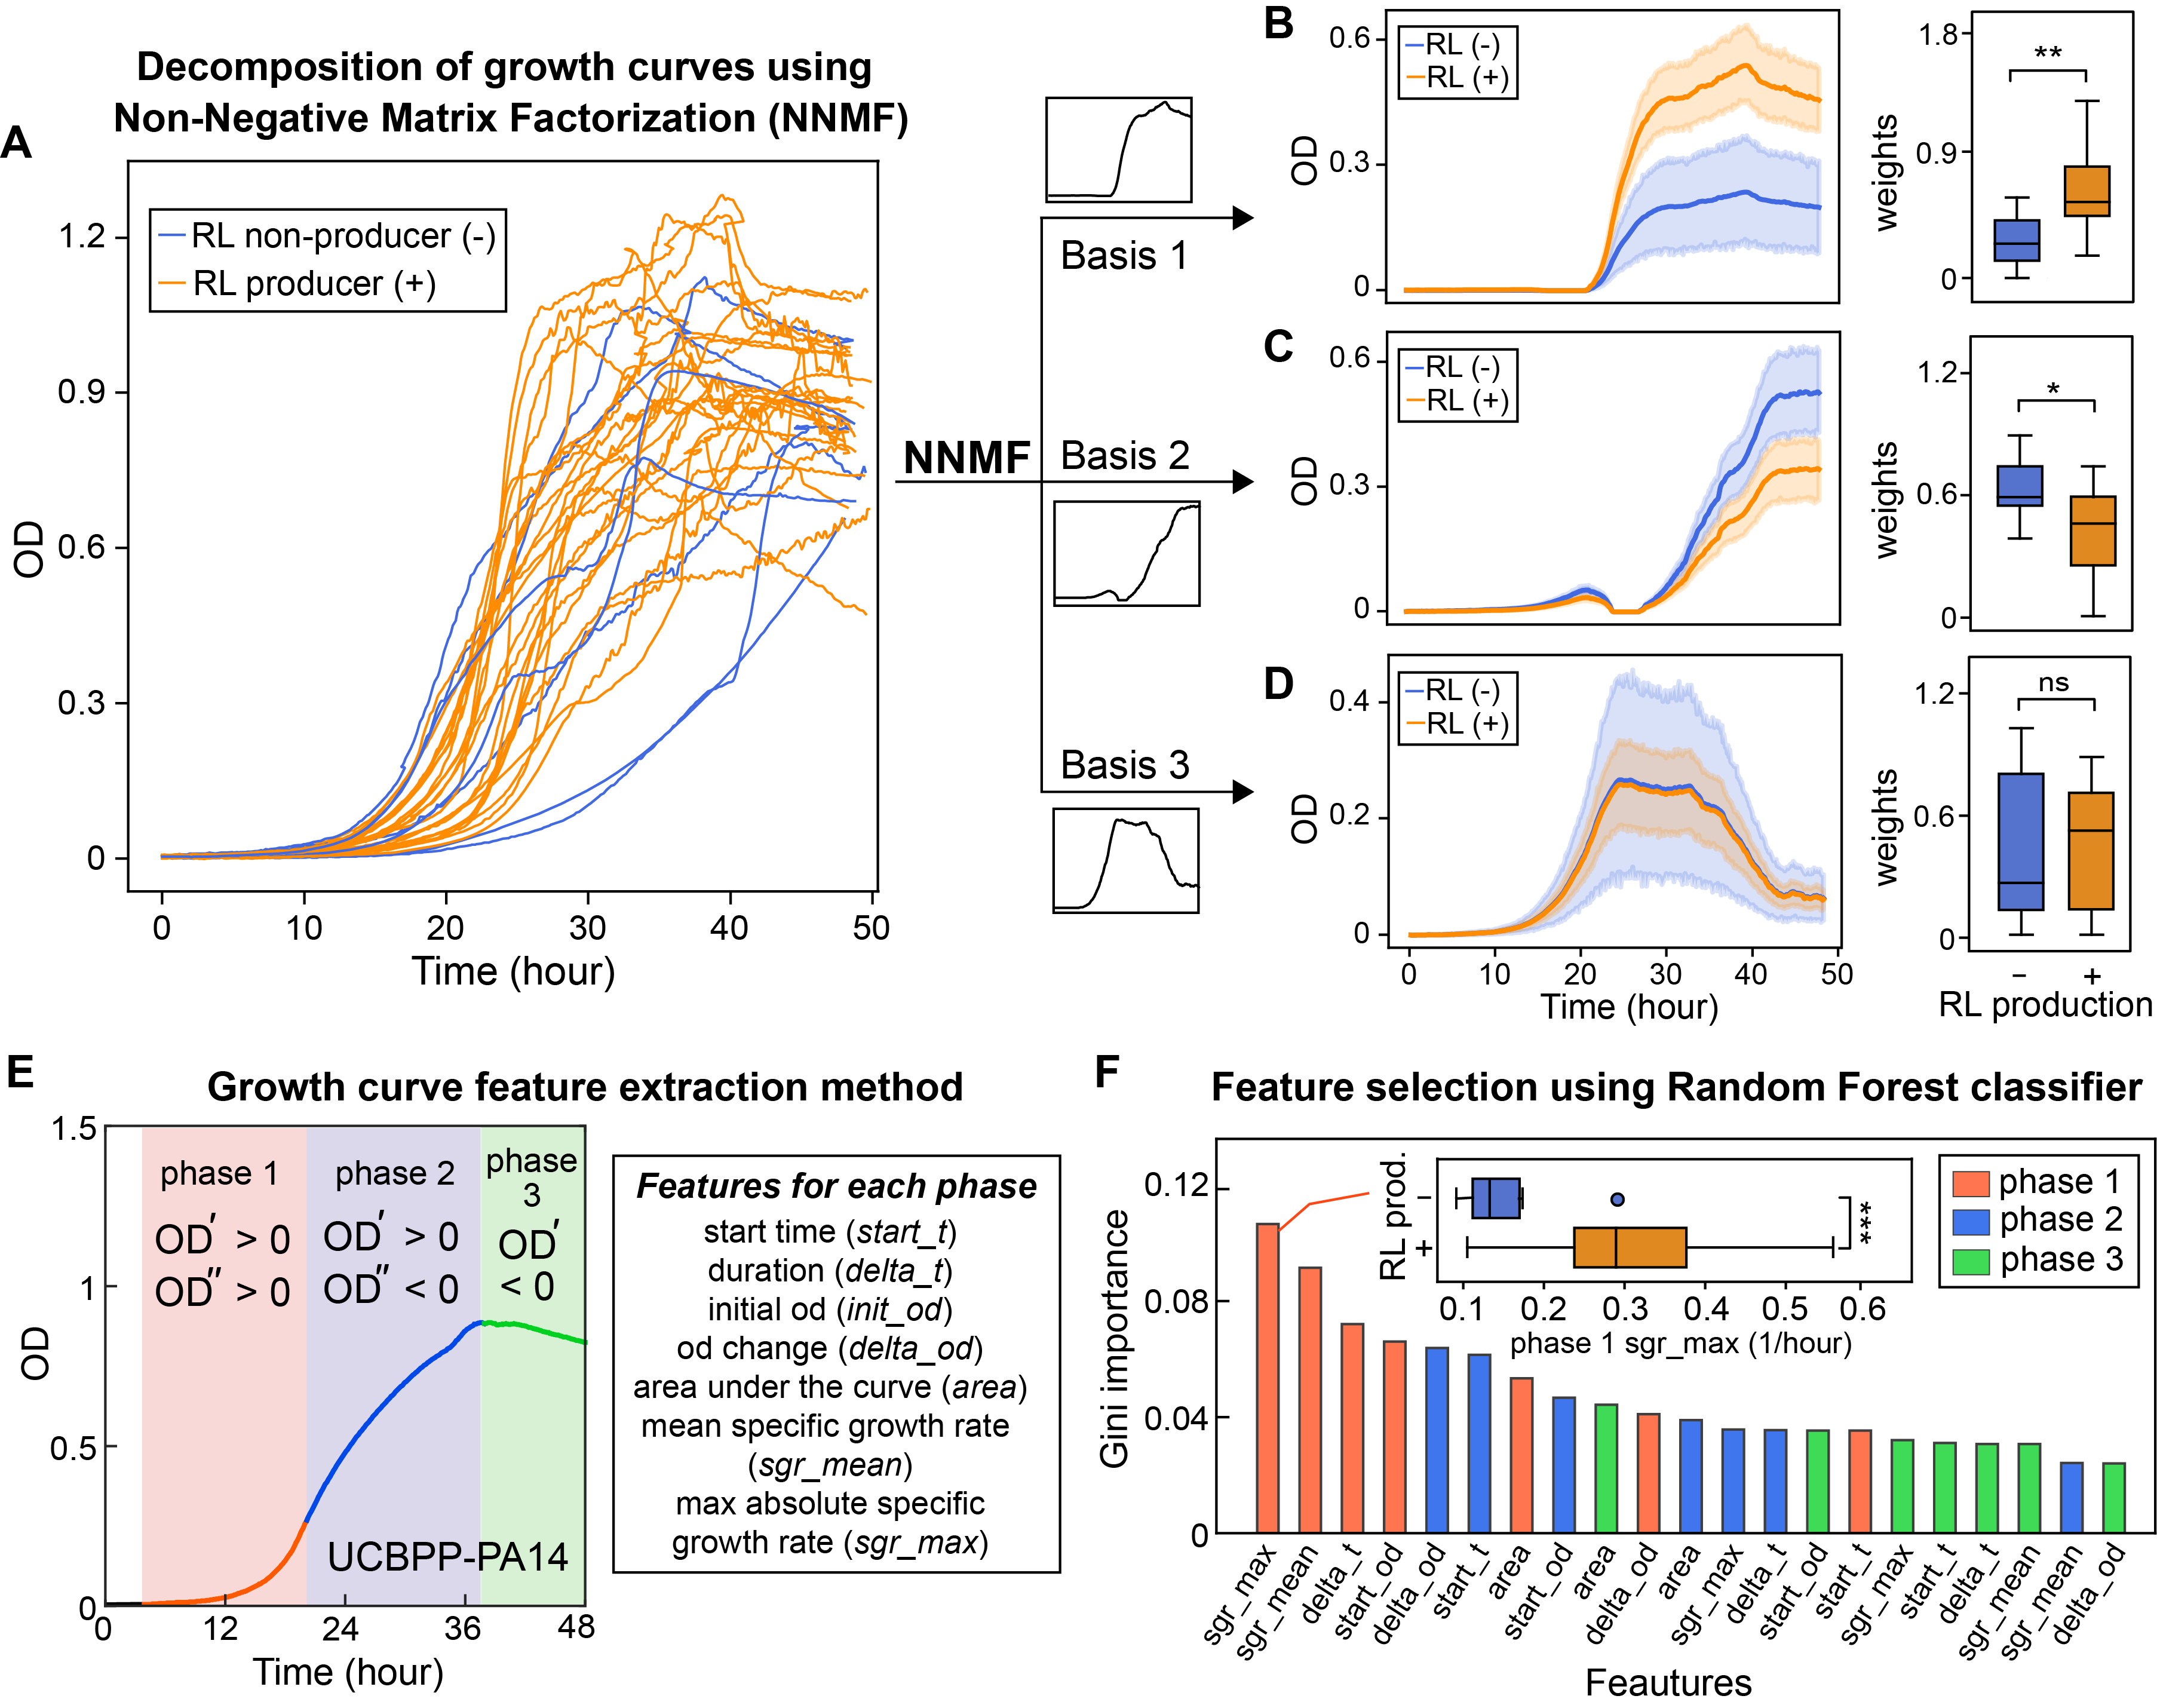 Decomposition of growth curves using
Non-Negative Matrix Factorization (NNMF)
A
RL non-producer (-)
RL producer (+)
1.2
0.9
0.6
0.3
0
OD
0
10
20
30
40
50
Time (hour)
NNMF
Basis 1
Basis 2
Basis 3
B
RL (-)
RL (+)
0.6
0.3
0
OD
1.8
0.9
0
weights
**
C
RL (-)
RL (+)
0.6
0.3
0
OD
1.2
0.6
0
weights
*
D
RL (-)
RL (+)
0.4
0.2
0
OD
0
10
20
30
40
50
Time (hour)
1.2
0.6
0
weights
ns
− +
RL production
E
Growth curve feature extraction method
1.5
1
0.5
0
OD
phase 1
OD′ > 0
OD″ > 0
phase 2
OD′ > 0
OD″ < 0
phase
3
OD′
< 0
UCBPP-PA14
0
12
24
36
48
Time (hour)
Features for each phase
start time (start_t)
duration (delta_t)
initial od (init_od)
od change (delta_od)
area under the curve (area)
mean specific growth rate
(sgr_mean)
max absolute specific
growth rate (sgr_max)
F
Feature selection using Random Forest classifier
0.12
0.08
0.04
0
Gini importance
RL prod.
−
+
***
0.1
0.2
0.3
0.4
0.5
0.6
phase 1 sgr_max (1/hour)
phase 1
phase 2
phase 3
sgr_max
sgr_mean
delta_t
start_od
delta_od
start_t
area
start_od
area
delta_od
area
sgr_max
delta_t
start_od
start_t
sgr_max
start_t
delta_t
sgr_mean
sgr_mean
delta_od
Feautures